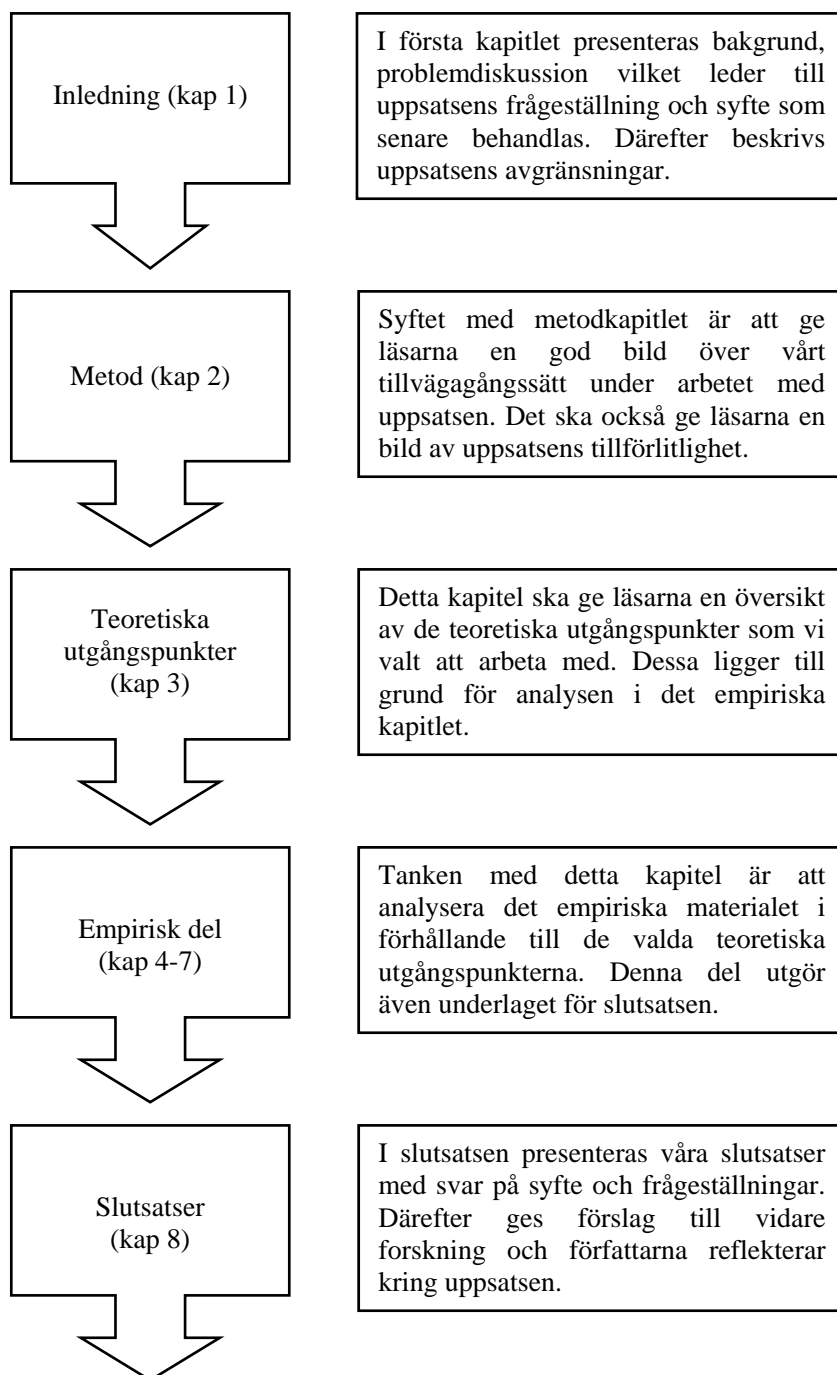 Inledning (kap 1)
I första kapitlet presenteras bakgrund,
problemdiskussion vilket leder till
uppsatsens frågeställning och syfte som
senare behandlas. Därefter beskrivs
uppsatsens avgränsningar.
Metod (kap 2)
Syftet med metodkapitlet är att ge
läsarna en god bild över vårt
tillvägagångssätt under arbetet med
uppsatsen. Det ska också ge läsarna en
bild av uppsatsens tillförlitlighet.
Teoretiska
utgångspunkter
(kap 3)
Detta kapitel ska ge läsarna en översikt
av de teoretiska utgångspunkter som vi
valt att arbeta med. Dessa ligger till
grund för analysen i det empiriska
kapitlet.
Empirisk del
(kap 4-7)
Tanken med detta kapitel är att
analysera det empiriska materialet i
förhållande till de valda teoretiska
utgångspunkterna. Denna del utgör
även underlaget för slutsatsen.
Slutsatser
(kap 8)
I slutsatsen presenteras våra slutsatser
med svar på syfte och frågeställningar.
Därefter ges förslag till vidare
forskning och författarna reflekterar
kring uppsatsen.